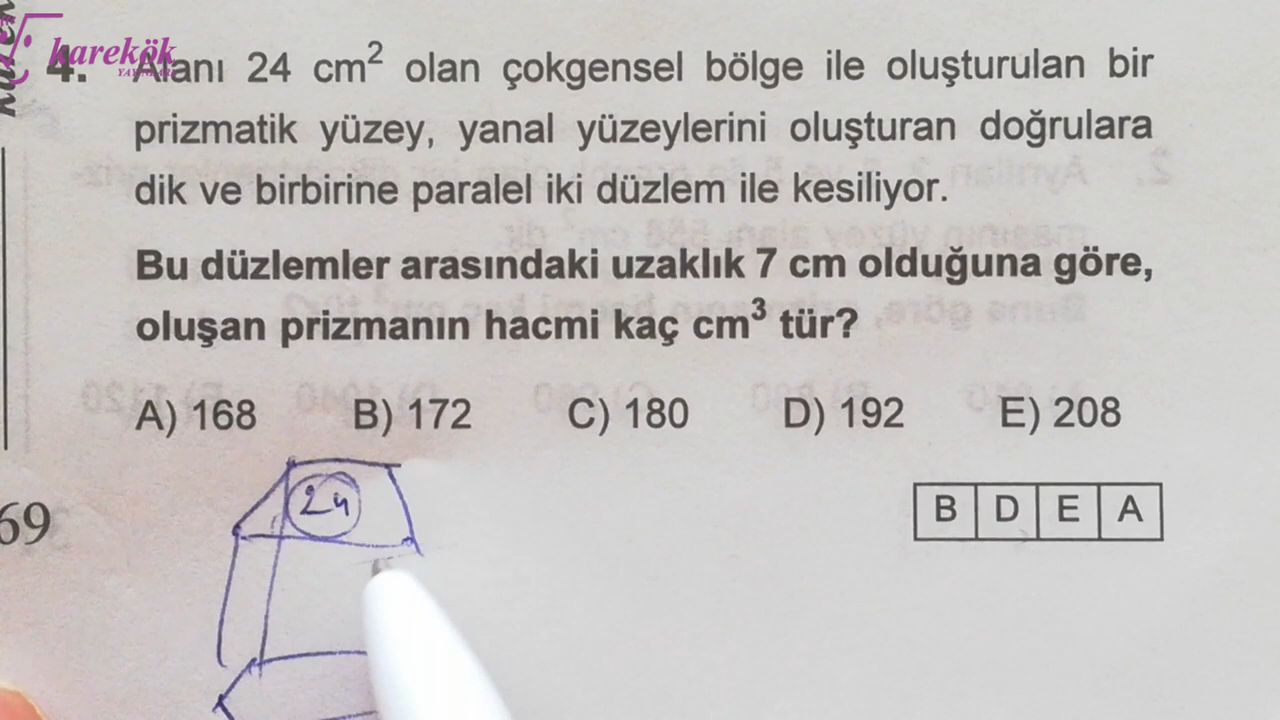 karekök
YAYINLARI
4. Alanı 24 cm² olan çokgensel bölge ile oluşturulan bir
prizmatik yüzey, yanal yüzeylerini oluşturan doğrulara
dik ve birbirine paralel iki düzlem ile kesiliyor.
Bu düzlemler arasındaki uzaklık 7 cm olduğuna göre,
oluşan prizmanın hacmi kaç cm³ tür?
A) 168 B) 172 C) 180 D) 192 E) 208
24
69
B D E A